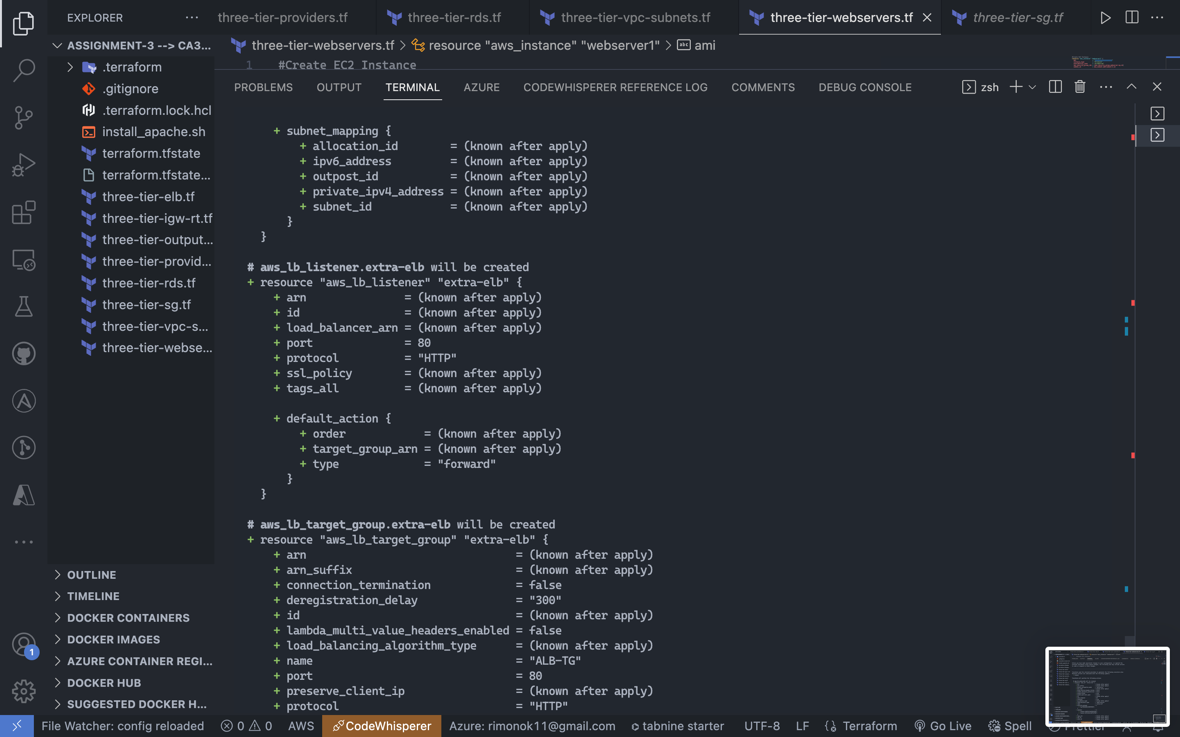 EXPLORER
···
three-tier-providers.tf
three-tier-rds.tf
three-tier-vpc-subnets.tf
three-tier-webservers.tf
three-tier-sg.tf
ASSIGNMENT-3 --> CA3...
three-tier-webservers.tf > resource "aws_instance" "webserver1" > ami
1 #Create EC2 Instance
PROBLEMS
OUTPUT
TERMINAL
AZURE
CODEWHISPERER REFERENCE LOG
COMMENTS
DEBUG CONSOLE
zsh
.terraform
.gitignore
.terraform.lock.hcl
install_apache.sh
terraform.tfstate
terraform.tfstate...
three-tier-elb.tf
three-tier-igw-rt.tf
three-tier-output...
three-tier-provid...
three-tier-rds.tf
three-tier-sg.tf
three-tier-vpc-s...
three-tier-webse...
OUTLINE
TIMELINE
DOCKER CONTAINERS
DOCKER IMAGES
AZURE CONTAINER REGI...
DOCKER HUB
SUGGESTED DOCKER H...
+ subnet_mapping {
+ allocation_id = (known after apply)
+ ipv6_address = (known after apply)
+ outpost_id = (known after apply)
+ private_ipv4_address = (known after apply)
+ subnet_id = (known after apply)
}
}
# aws_lb_listener.extra-elb will be created
+ resource "aws_lb_listener" "extra-elb" {
+ arn = (known after apply)
+ id = (known after apply)
+ load_balancer_arn = (known after apply)
+ port = 80
+ protocol = "HTTP"
+ ssl_policy = (known after apply)
+ tags_all = (known after apply)
+ default_action {
+ order = (known after apply)
+ target_group_arn = (known after apply)
+ type = "forward"
}
}
# aws_lb_target_group.extra-elb will be created
+ resource "aws_lb_target_group" "extra-elb" {
+ arn = (known after apply)
+ arn_suffix = (known after apply)
+ connection_termination = false
+ deregistration_delay = "300"
+ id = (known after apply)
+ lambda_multi_value_headers_enabled = false
+ load_balancing_algorithm_type = (known after apply)
+ name = "ALB-TG"
+ port = 80
+ preserve_client_ip = (known after apply)
+ protocol = "HTTP"
1
File Watcher: config reloaded
0
0
AWS
CodeWhisperer
Azure: rimonok11@gmail.com
tabnine starter
UTF-8
LF
Terraform
Go Live
Spell